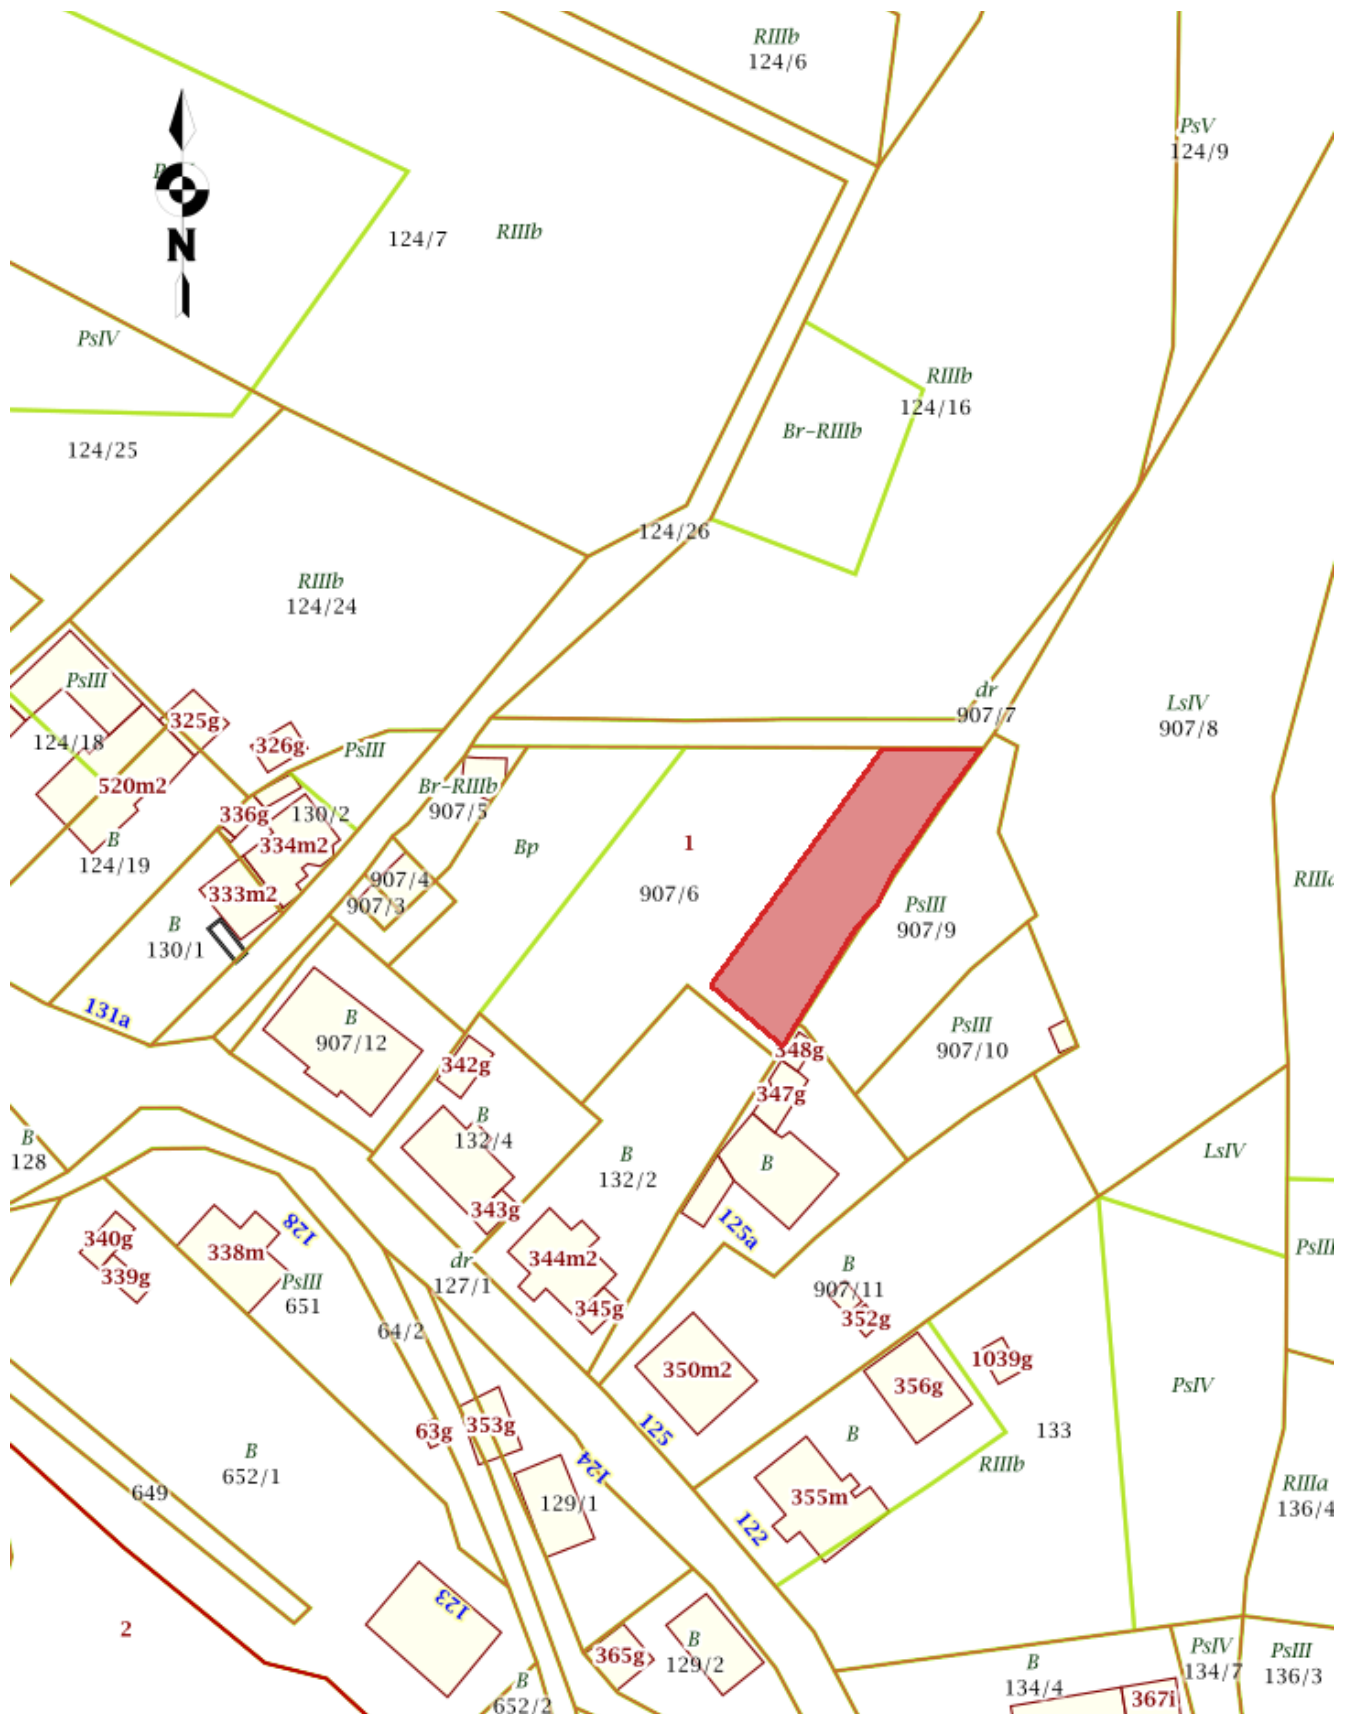 RIIIb
124/6
PsV
124/9
N
124/7
RIIIb
PsIV
RIIIb
124/16
Br-RIIIb
124/25
124/26
RIIIb
124/24
PsIII
325g
326g
PsIII
124/18
520m2
dr
907/7
LsIV
907/8
Br-RIIIb
907/5
336g
130/2
334m2
B
124/19
Bp
1
907/6
907/4
907/3
333m2
PsIII
907/9
B
130/1
131a
B
907/12
PsIII
907/10
348g
342g
347g
B
132/4
B
128
B
132/2
B
LsIV
343g
125a
128
340g
338m
339g
PsIII
651
dr
127/1
344m2
345g
B
907/11
352g
PsIII
64/2
350m2
1039g
356g
PsIV
63g
353g
125
B
133
RIIIb
B
652/1
649
124
129/1
355m
122
RIIIa
136/4
123
2
365g
B
129/2
B
652/2
B
134/4
PsIV
134/7
PsIII
136/3
367i